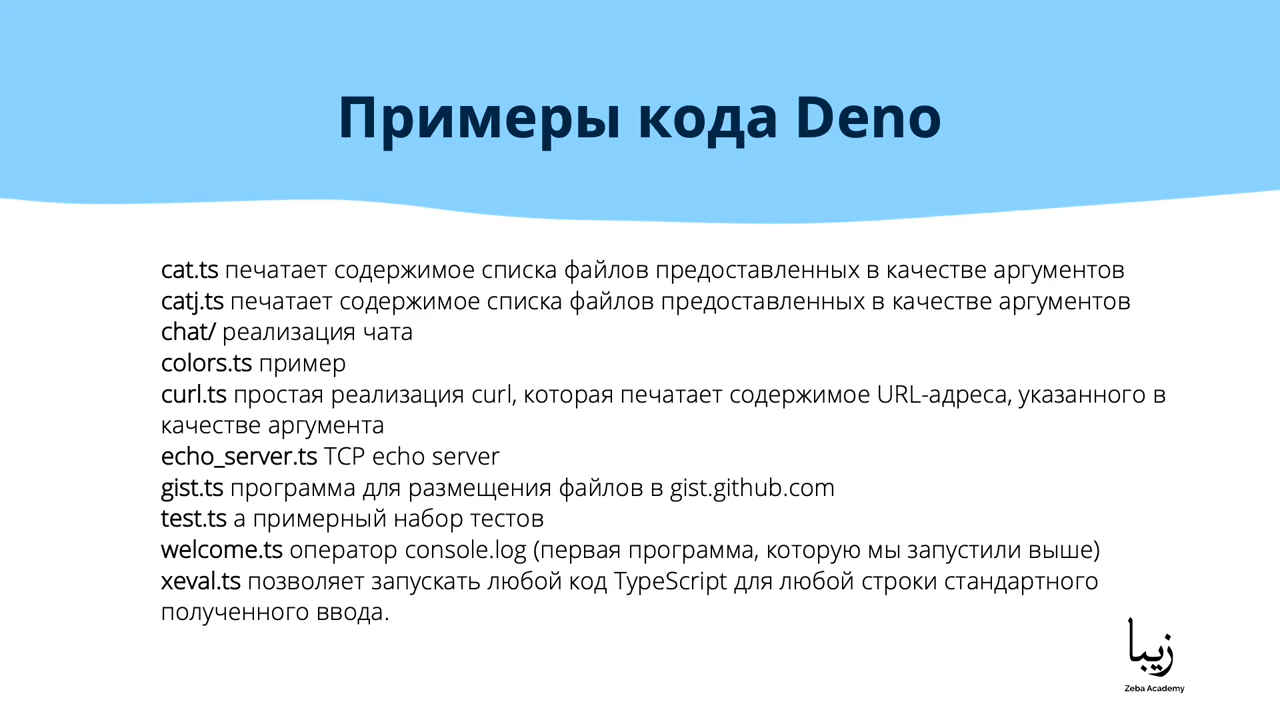 Примеры кода Deno
cat.ts печатает содержимое списка файлов предоставленных в качестве аргументов
catj.ts печатает содержимое списка файлов предоставленных в качестве аргументов
chat/ реализация чата
colors.ts пример
curl.ts простая реализация curl, которая печатает содержимое URL-адреса, указанного в
качестве аргумента
echo_server.ts TCP echo server
gist.ts программа для размещения файлов в gist.github.com
test.ts а примерный набор тестов
welcome.ts оператор console.log (первая программа, которую мы запустили выше)
xeval.ts позволяет запускать любой код TypeScript для любой строки стандартного
полученного ввода.
زیبا
Zeba Academy